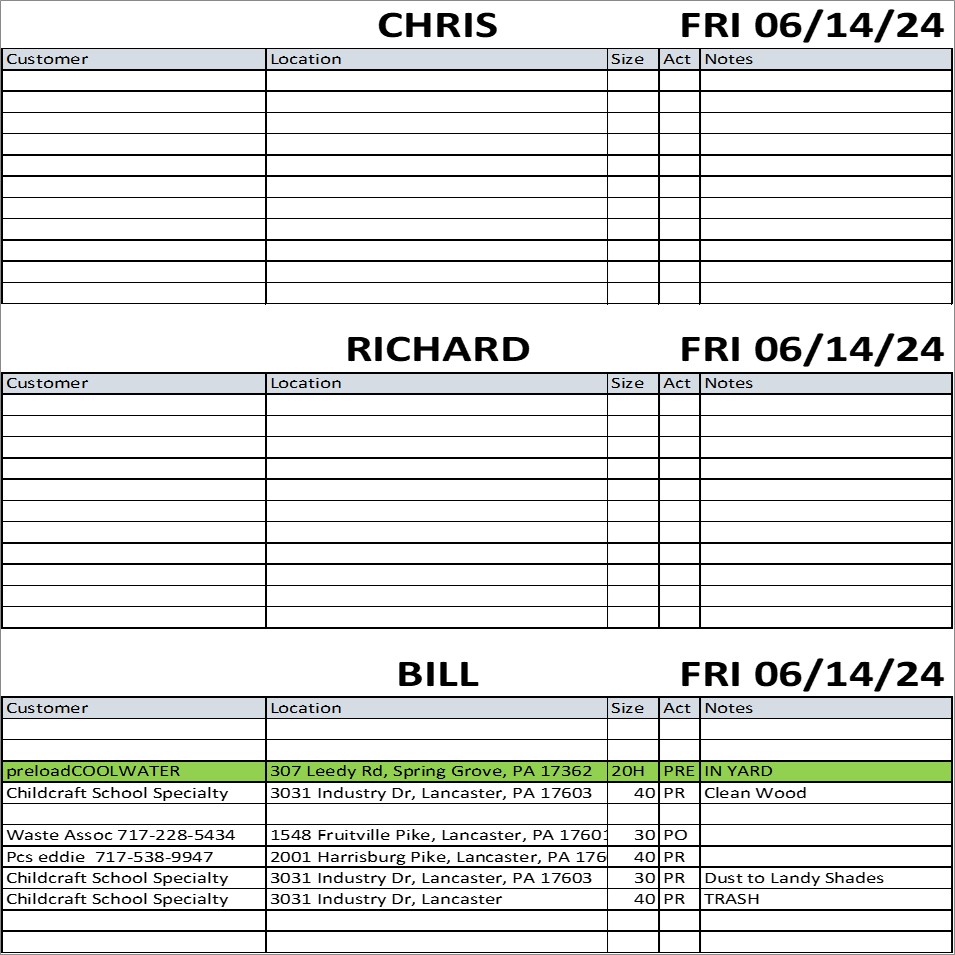 CHRIS FRI 06/14/24
Customer Location Size Act Notes
RICHARD FRI 06/14/24
Customer Location Size Act Notes
BILL FRI 06/14/24
Customer Location Size Act Notes
preloadCOOLWATER 307 Leedy Rd, Spring Grove, PA 17362 20H PRE IN YARD
Childcraft School Specialty 3031 Industry Dr, Lancaster, PA 17603 40 PR Clean Wood
Waste Assoc 717-228-5434 1548 Fruitville Pike, Lancaster, PA 17601 30 PO
Pcs eddie  717-538-9947 2001 Harrisburg Pike, Lancaster, PA 176 40 PR
Childcraft School Specialty 3031 Industry Dr, Lancaster, PA 17603 30 PR Dust to Landy Shades
Childcraft School Specialty 3031 Industry Dr, Lancaster 40 PR TRASH